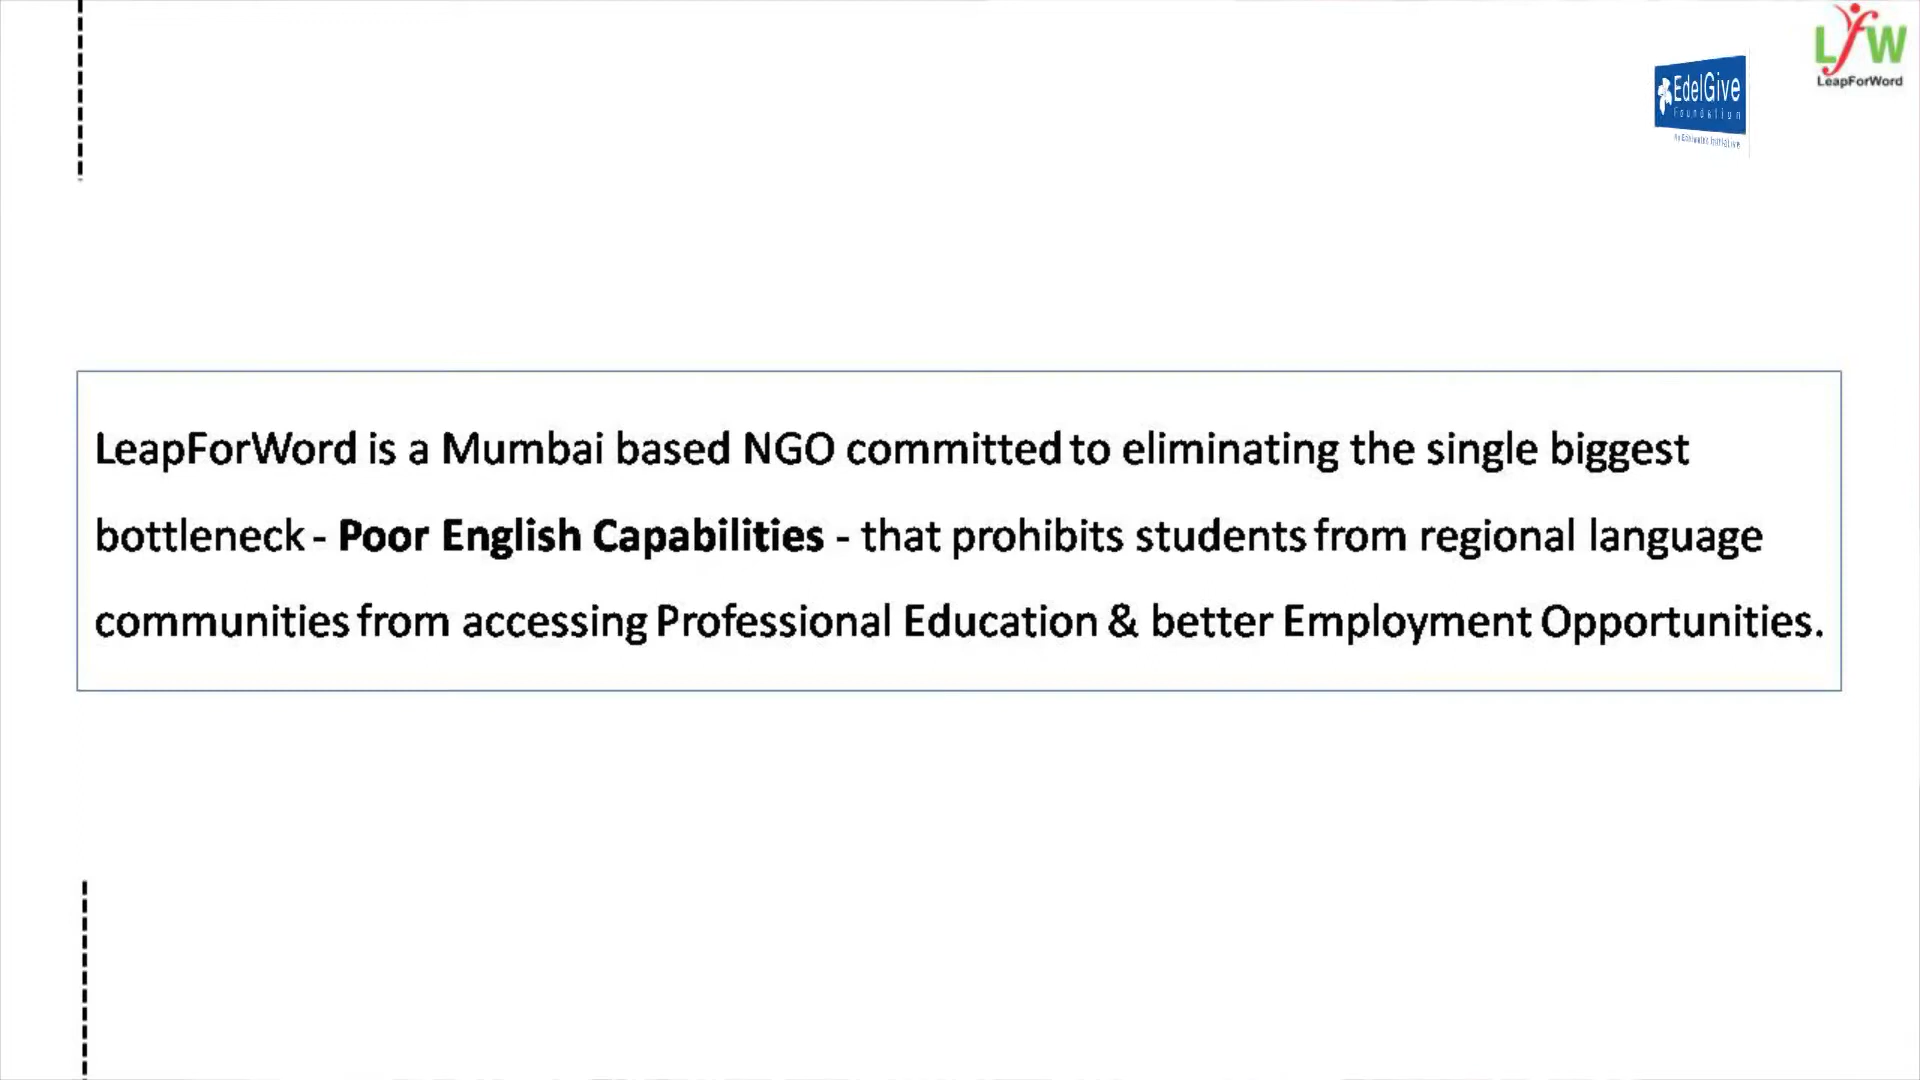 LfW
LeapForWord
EdelGive
Foundation
LeapForWord is a Mumbai based NGO committed to eliminating the single biggest
bottleneck - Poor English Capabilities - that prohibits students from regional language
communities from accessing Professional Education & better Employment Opportunities.